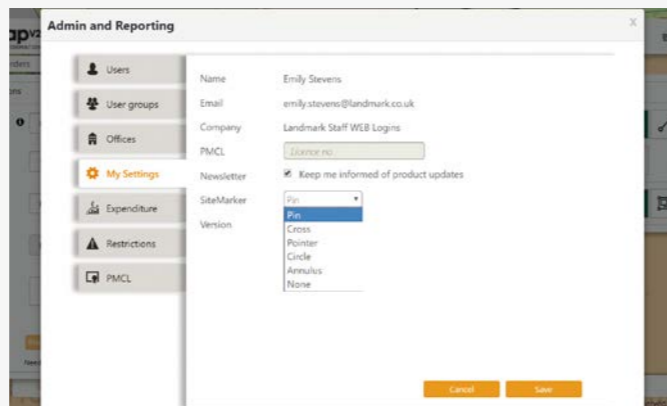 Admin and Reporting
X
Users
User groups
Offices
My Settings
Expenditure
Restrictions
PMCL
Name Emily Stevens
Email emily.stevens@landmark.co.uk
Company Landmark Staff WEB Logins
PMCL Licence no
Newsletter Keep me informed of product updates
SiteMarker Pin
Version
Pin
Cross
Pointer
Circle
Annulus
None
Cancel Save